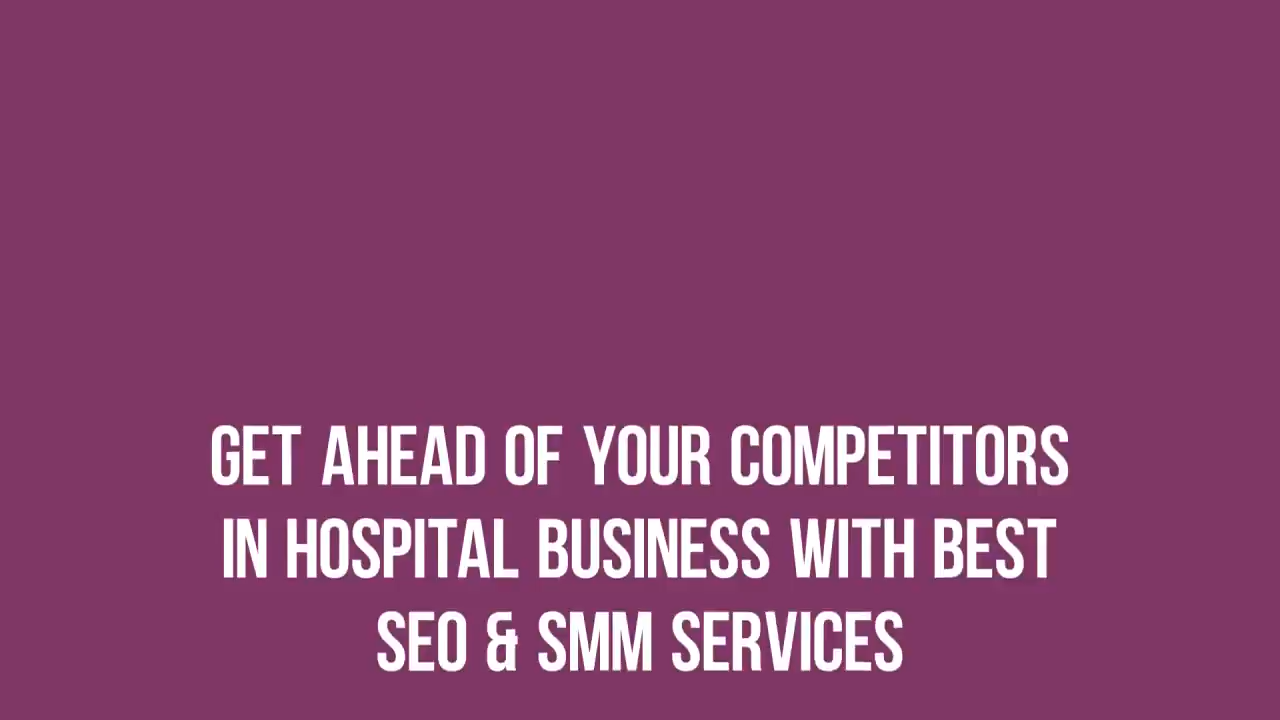 GET AHEAD OF YOUR COMPETITORS
IN HOSPITAL BUSINESS WITH BEST
SEO & SMM SERVICES